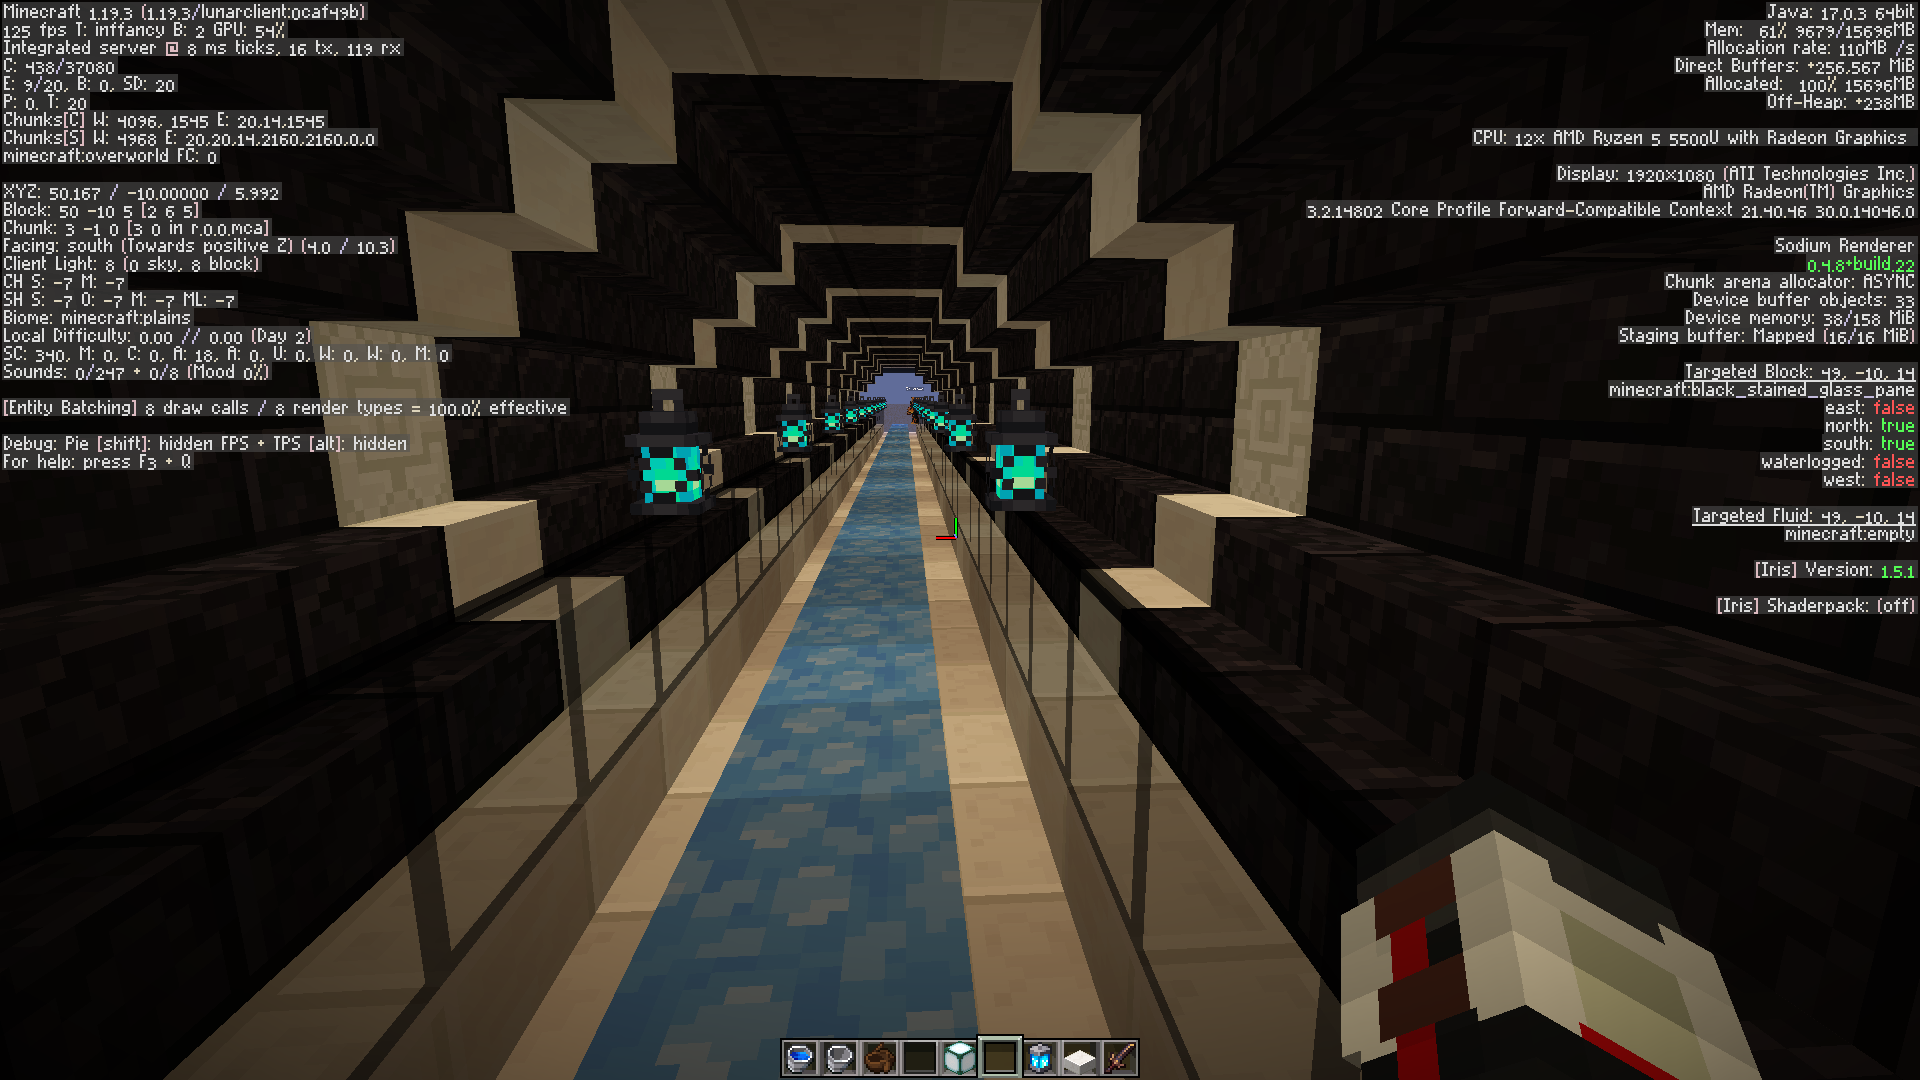 Minecraft 1.19.3 (1.19.3/lunarclient:0caf49b)
125 fps T: inffancy B: 2 GPU: 54%
Integrated server @ 8 ms ticks, 16 tx, 119 rx
C: 438/37080
E: 9/20, B: 0, SD: 20
P: 0, T: 20
Chunks[C] W: 4096, 1545 E: 20,14,1545
Chunks[S] W: 4968 E: 20,20,14,2160,2160,0,0
minecraft:overworld FC: 0
XYZ: 50.167 / -10.00000 / 5.992
Block: 50 -10 5 [2 6 5]
Chunk: 3 -1 0 [3 0 in r.0.0.mca]
Facing: south (Towards positive Z) (4.0 / 10.3)
Client Light: 8 (0 sky, 8 block)
CH S: -7 M: -7
SH S: -7 O: -7 M: -7 ML: -7
Biome: minecraft:plains
Local Difficulty: 0.00 // 0.00 (Day 2)
SC: 340, M: 0, C: 0, A: 18, A: 0, U: 0, W: 0, W: 0, M: 0
Sounds: 0/247 + 0/8 (Mood 0%)
[Entity Batching] 8 draw calls / 8 render types = 100.0% effective
Debug: Pie [shift]: hidden FPS + TPS [alt]: hidden
For help: press F3 + Q
Java: 17.0.3 64bit
Mem: 61% 9679/15696MB
Allocation rate: 110MB /s
Direct Buffers: +256.567 MiB
Allocated: 100% 15696MB
Off-Heap: +238MB
CPU: 12x AMD Ryzen 5 5500U with Radeon Graphics
Display: 1920x1080 (ATI Technologies Inc.)
AMD Radeon(TM) Graphics
3.2.14802 Core Profile Forward-Compatible Context 21.40.46 30.0.14046.0
Sodium Renderer
0.4.8+build.22
Chunk arena allocator: ASYNC
Device buffer objects: 33
Device memory: 38/158 MiB
Staging buffer: Mapped (16/16 MiB)
Targeted Block: 49, -10, 14
minecraft:black_stained_glass_pane
east: false
north: true
south: true
waterlogged: false
west: false
Targeted Fluid: 49, -10, 14
minecraft:empty
[Iris] Version: 1.5.1
[Iris] Shaderpack: (off)